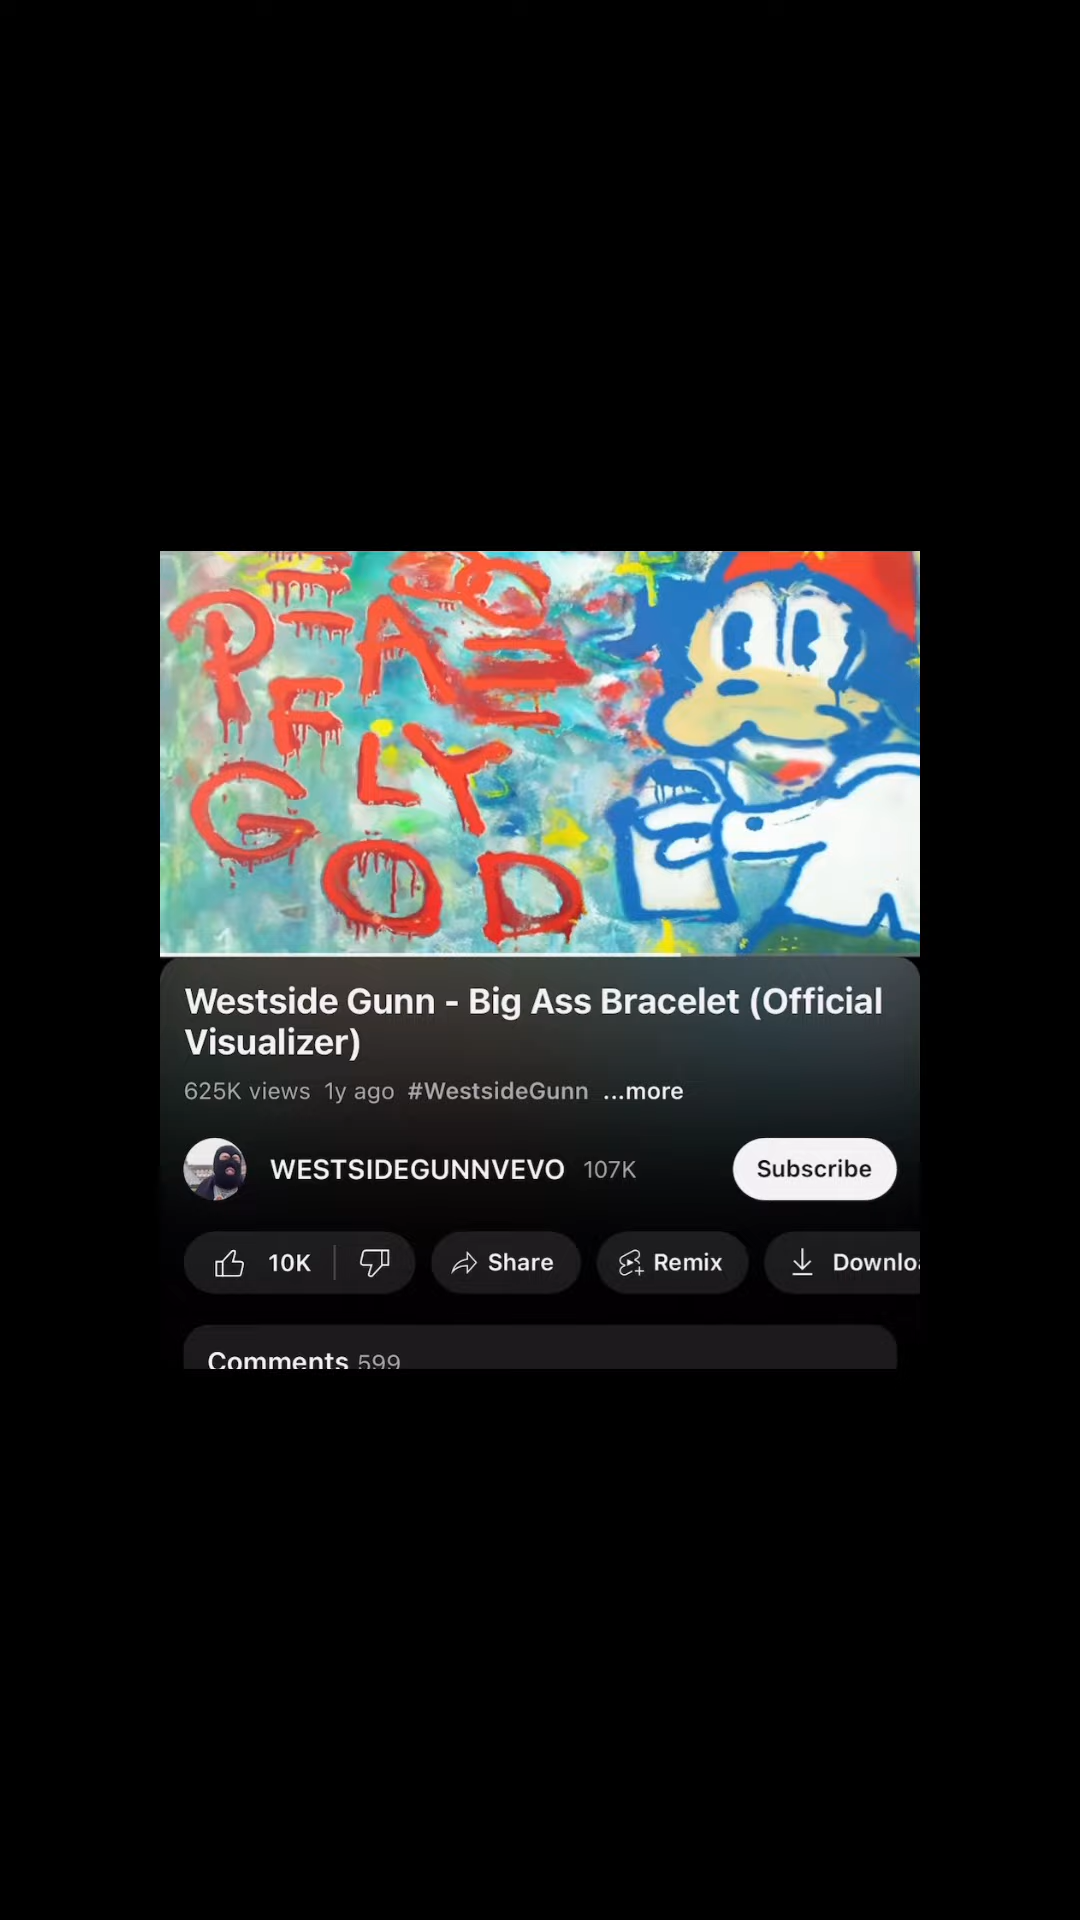 PEACE
FLY
GOD
Westside Gunn - Big Ass Bracelet (Official
Visualizer)
625K views 1y ago #WestsideGunn ...more
WESTSIDEGUNNVEVO 107K
Subscribe
10K
Share
Remix
Downloa
Comments 599